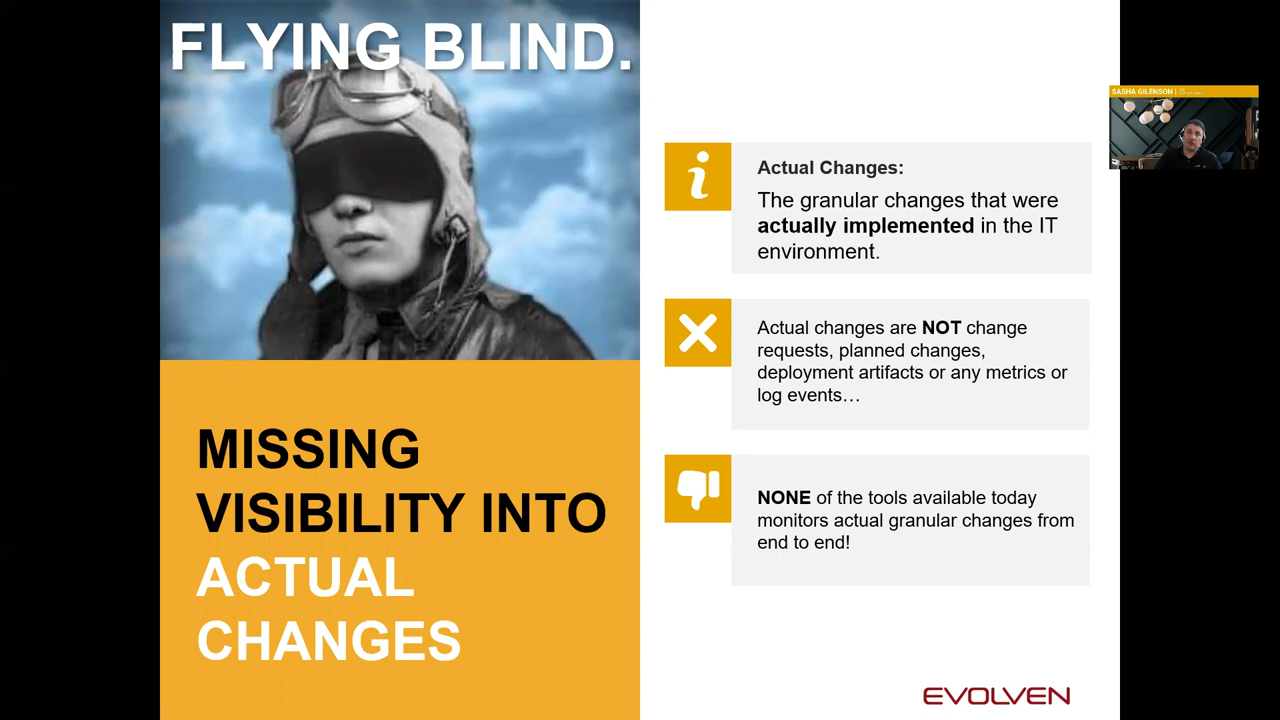 FLYING BLIND.
MISSING
VISIBILITY INTO
ACTUAL
CHANGES
Actual Changes:
The granular changes that were
actually implemented in the IT
environment.
Actual changes are NOT change
requests, planned changes,
deployment artifacts or any metrics or
log events…
NONE of the tools available today
monitors actual granular changes from
end to end!
EVOLVEN
SASHA GILENSON |